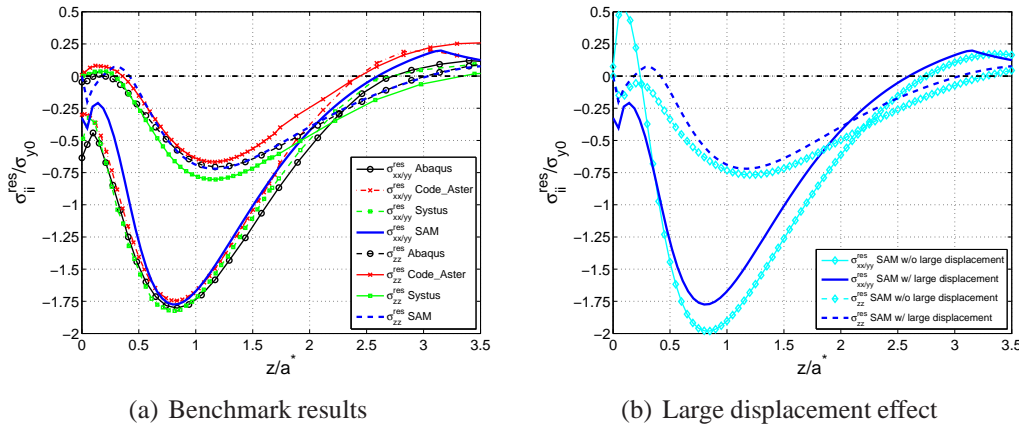 0.5
0.25
0
−0.25
−0.5
−0.75
−1
−1.25
−1.5
−1.75
−2
σ_ii^res/σ_y0
0 0.5 1 1.5 2 2.5 3 3.5
z/a*
σ_xx/yy^res Abaqus
σ_xx/yy^res Code_Aster
σ_xx/yy^res Systus
σ_xx/yy^res SAM
σ_zz^res Abaqus
σ_zz^res Code_Aster
σ_zz^res Systus
σ_zz^res SAM
(a) Benchmark results
0.5
0.25
0
−0.25
−0.5
−0.75
−1
−1.25
−1.5
−1.75
−2
σ_ii^res/σ_y0
0 0.5 1 1.5 2 2.5 3 3.5
z/a*
σ_xx/yy^res SAM w/o large displacement
σ_xx/yy^res SAM w/ large displacement
σ_zz^res SAM w/o large displacement
σ_zz^res SAM w/ large displacement
(b) Large displacement effect